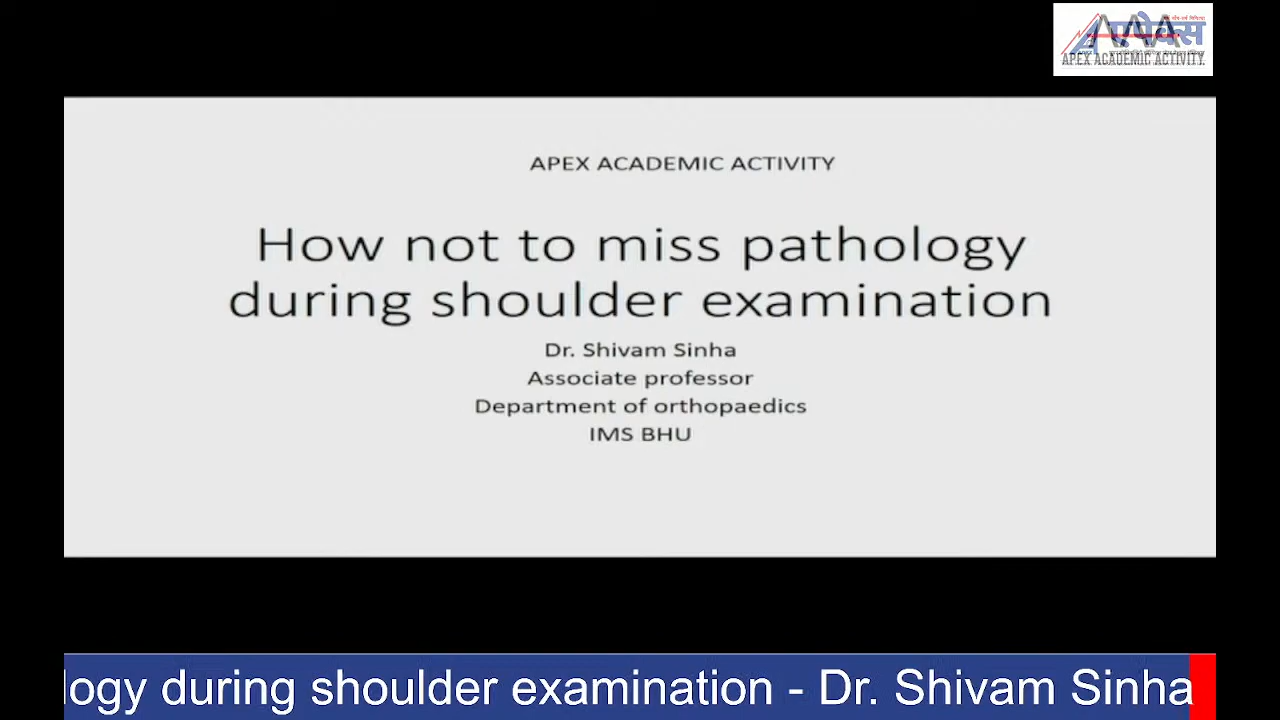 APEX ACADEMIC ACTIVITY
APEX ACADEMIC ACTIVITY
How not to miss pathology
during shoulder examination
Dr. Shivam Sinha
Associate professor
Department of orthopaedics
IMS BHU
logy during shoulder examination - Dr. Shivam Sinha